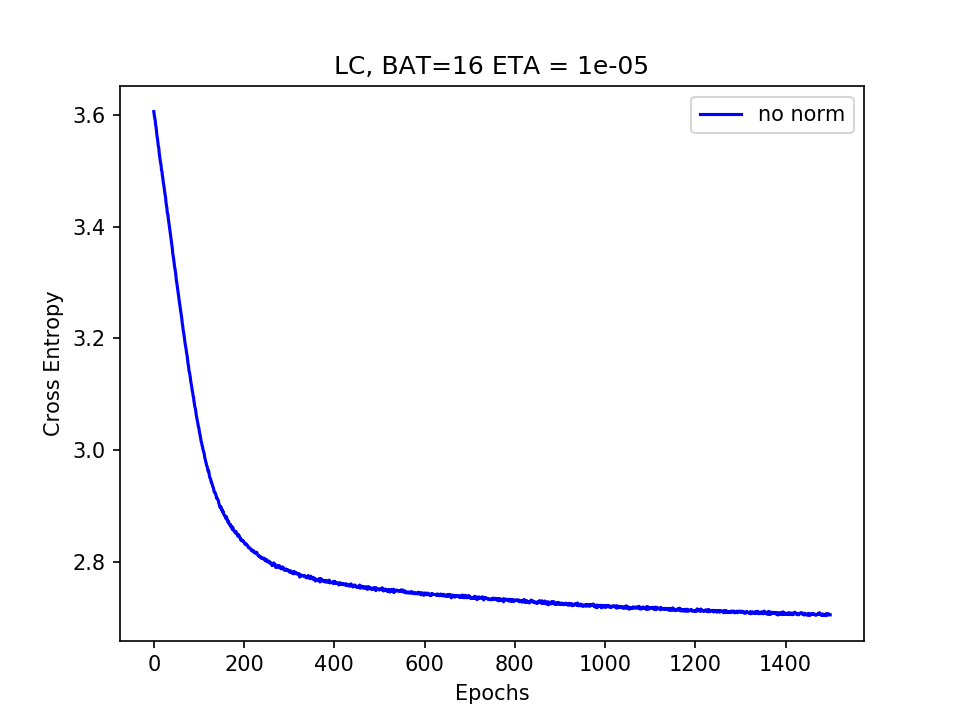 LC, BAT=16 ETA = 1e-05
no norm
3.6
3.4
3.2
3.0
2.8
Cross Entropy
0 200 400 600 800 1000 1200 1400
Epochs